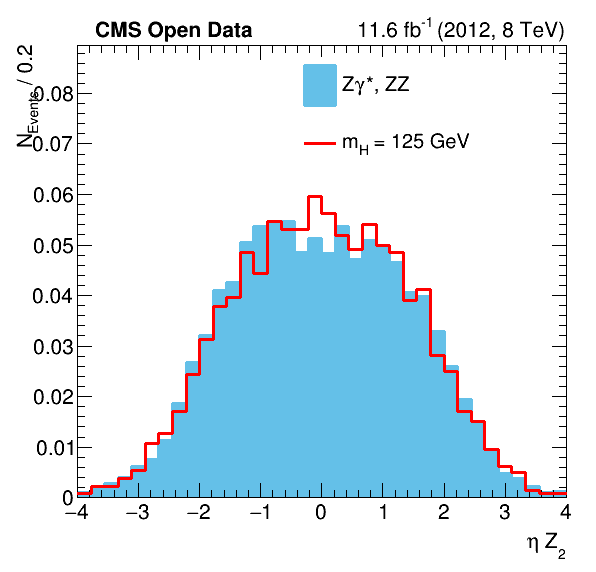 CMS Open Data 11.6 fb⁻¹ (2012, 8 TeV)
N_Events / 0.2
Zγ*, ZZ
m_H = 125 GeV
0.08
0.07
0.06
0.05
0.04
0.03
0.02
0.01
0
−4 −3 −2 −1 0 1 2 3 4
η Z₂